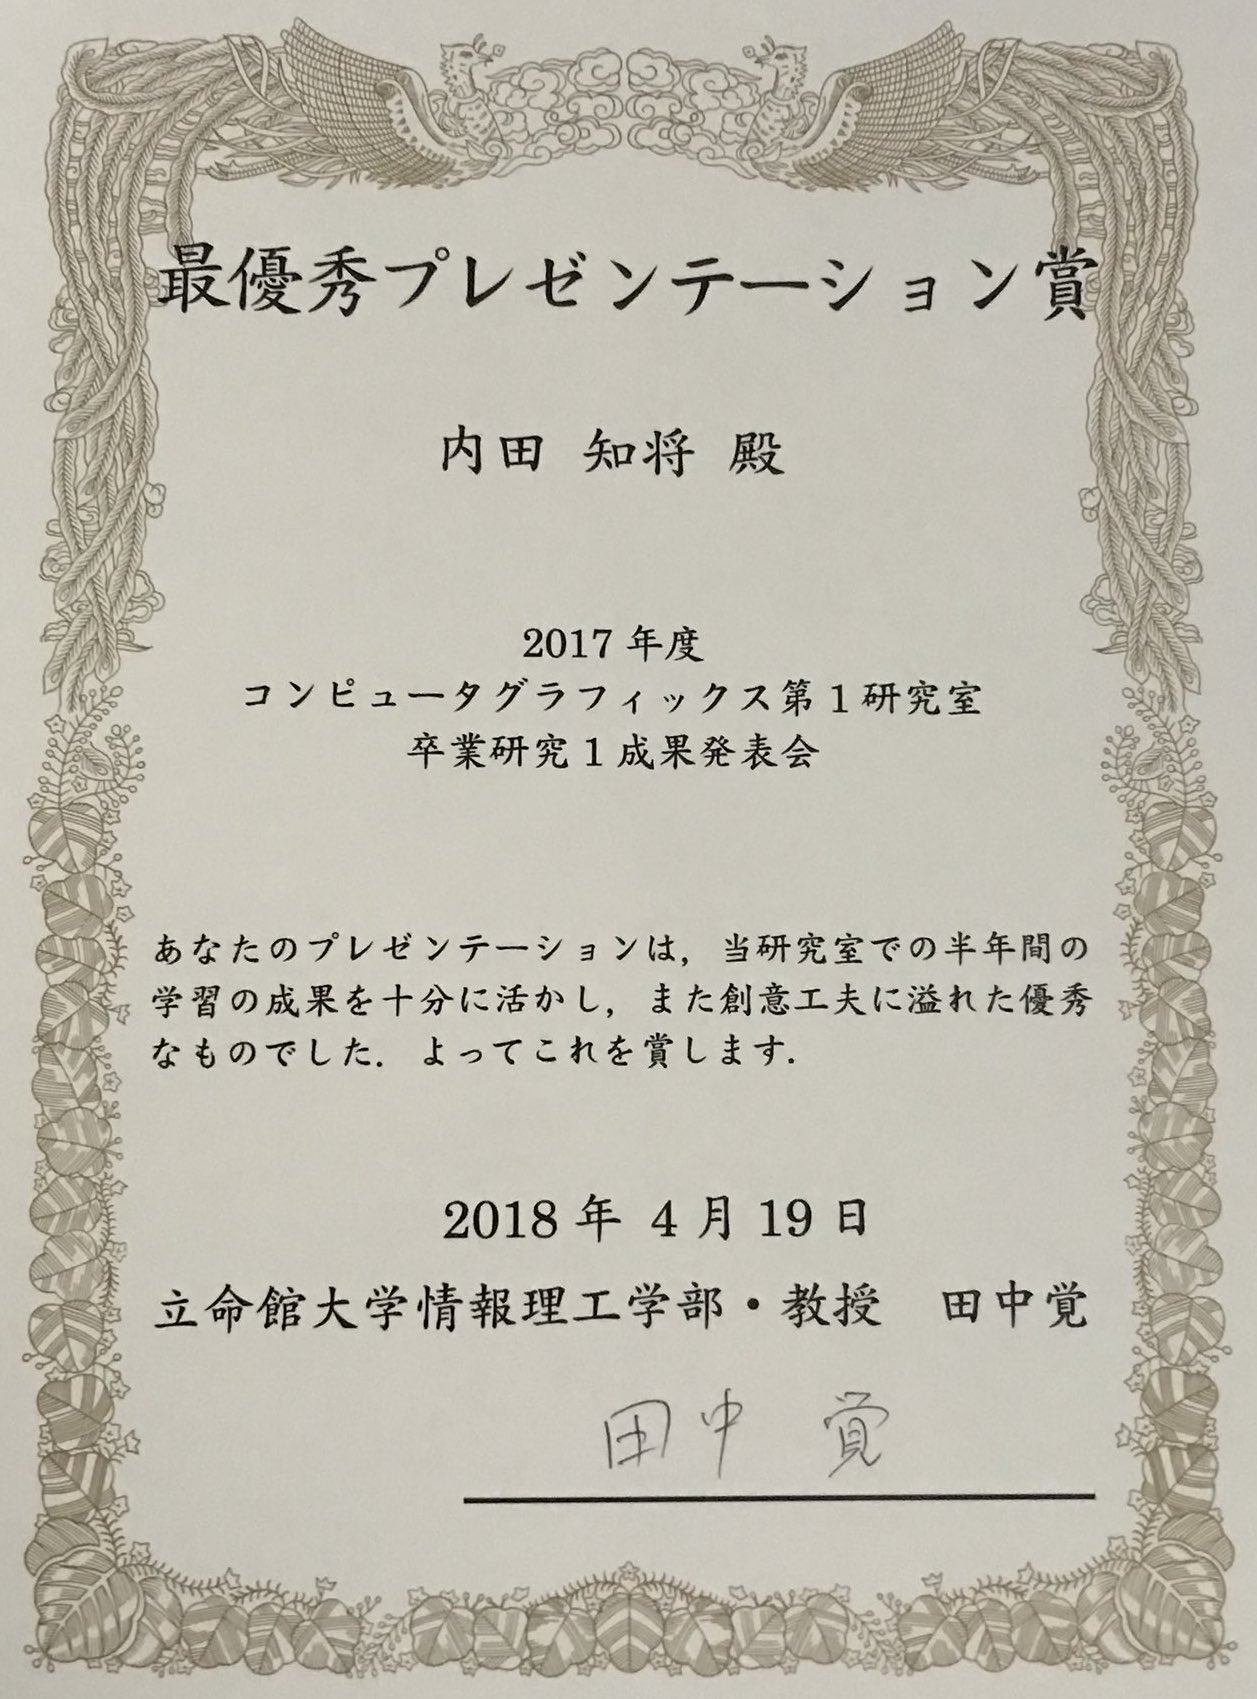 最優秀プレゼンテーション賞
内田 知将 殿
2017 年度
コンピュータグラフィックス第 1 研究室
卒業研究 1 成果発表会
あなたのプレゼンテーションは，当研究室での半年間の
学習の成果を十分に活かし，また創意工夫に溢れた優秀
なものでした．よってこれを賞します．
2018 年 4 月 19 日
立命館大学情報理工学部・教授　田中覚
田中 覚